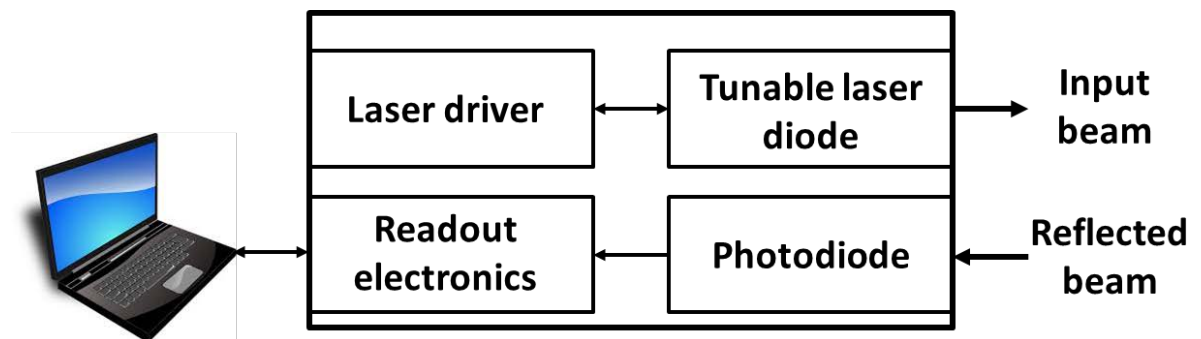 Laser driver
Tunable laser
diode
Input
beam
Readout
electronics
Photodiode
Reflected
beam